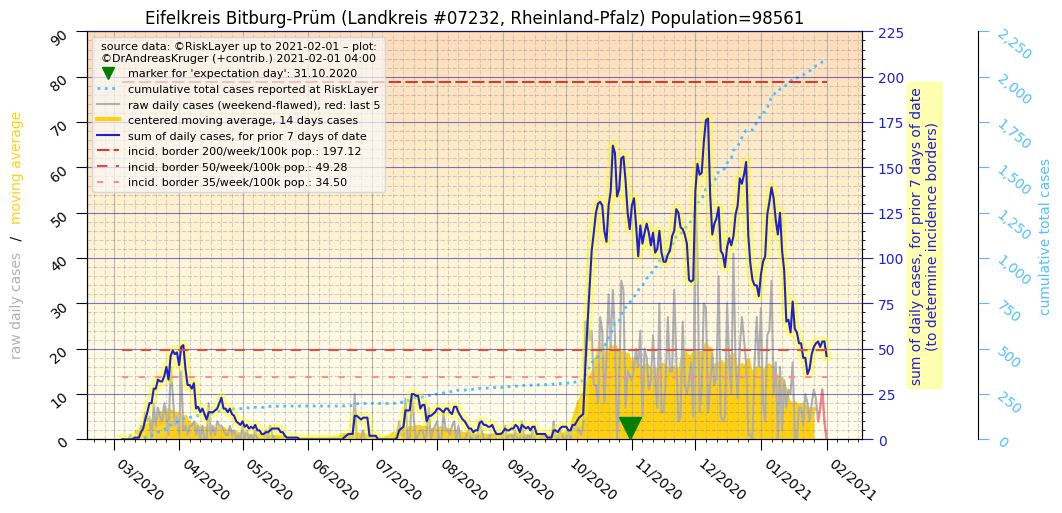 Eifelkreis Bitburg-Prüm (Landkreis #07232, Rheinland-Pfalz) Population=98561
source data: ©RiskLayer up to 2021-02-01 – plot:
©DrAndreasKruger (+contrib.) 2021-02-01 04:00
marker for 'expectation day': 31.10.2020
cumulative total cases reported at RiskLayer
raw daily cases (weekend-flawed), red: last 5
centered moving average, 14 days cases
sum of daily cases, for prior 7 days of date
incid. border 200/week/100k pop.: 197.12
incid. border 50/week/100k pop.: 49.28
incid. border 35/week/100k pop.: 34.50
raw daily cases / moving average
90
80
70
60
50
40
30
20
10
0
03/2020
04/2020
05/2020
06/2020
07/2020
08/2020
09/2020
10/2020
11/2020
12/2020
01/2021
02/2021
225
200
175
150
125
100
75
50
25
0
sum of daily cases, for prior 7 days of date
(to determine incidence borders)
2,250
2,000
1,750
1,500
1,250
1,000
750
500
250
0
cumulative total cases